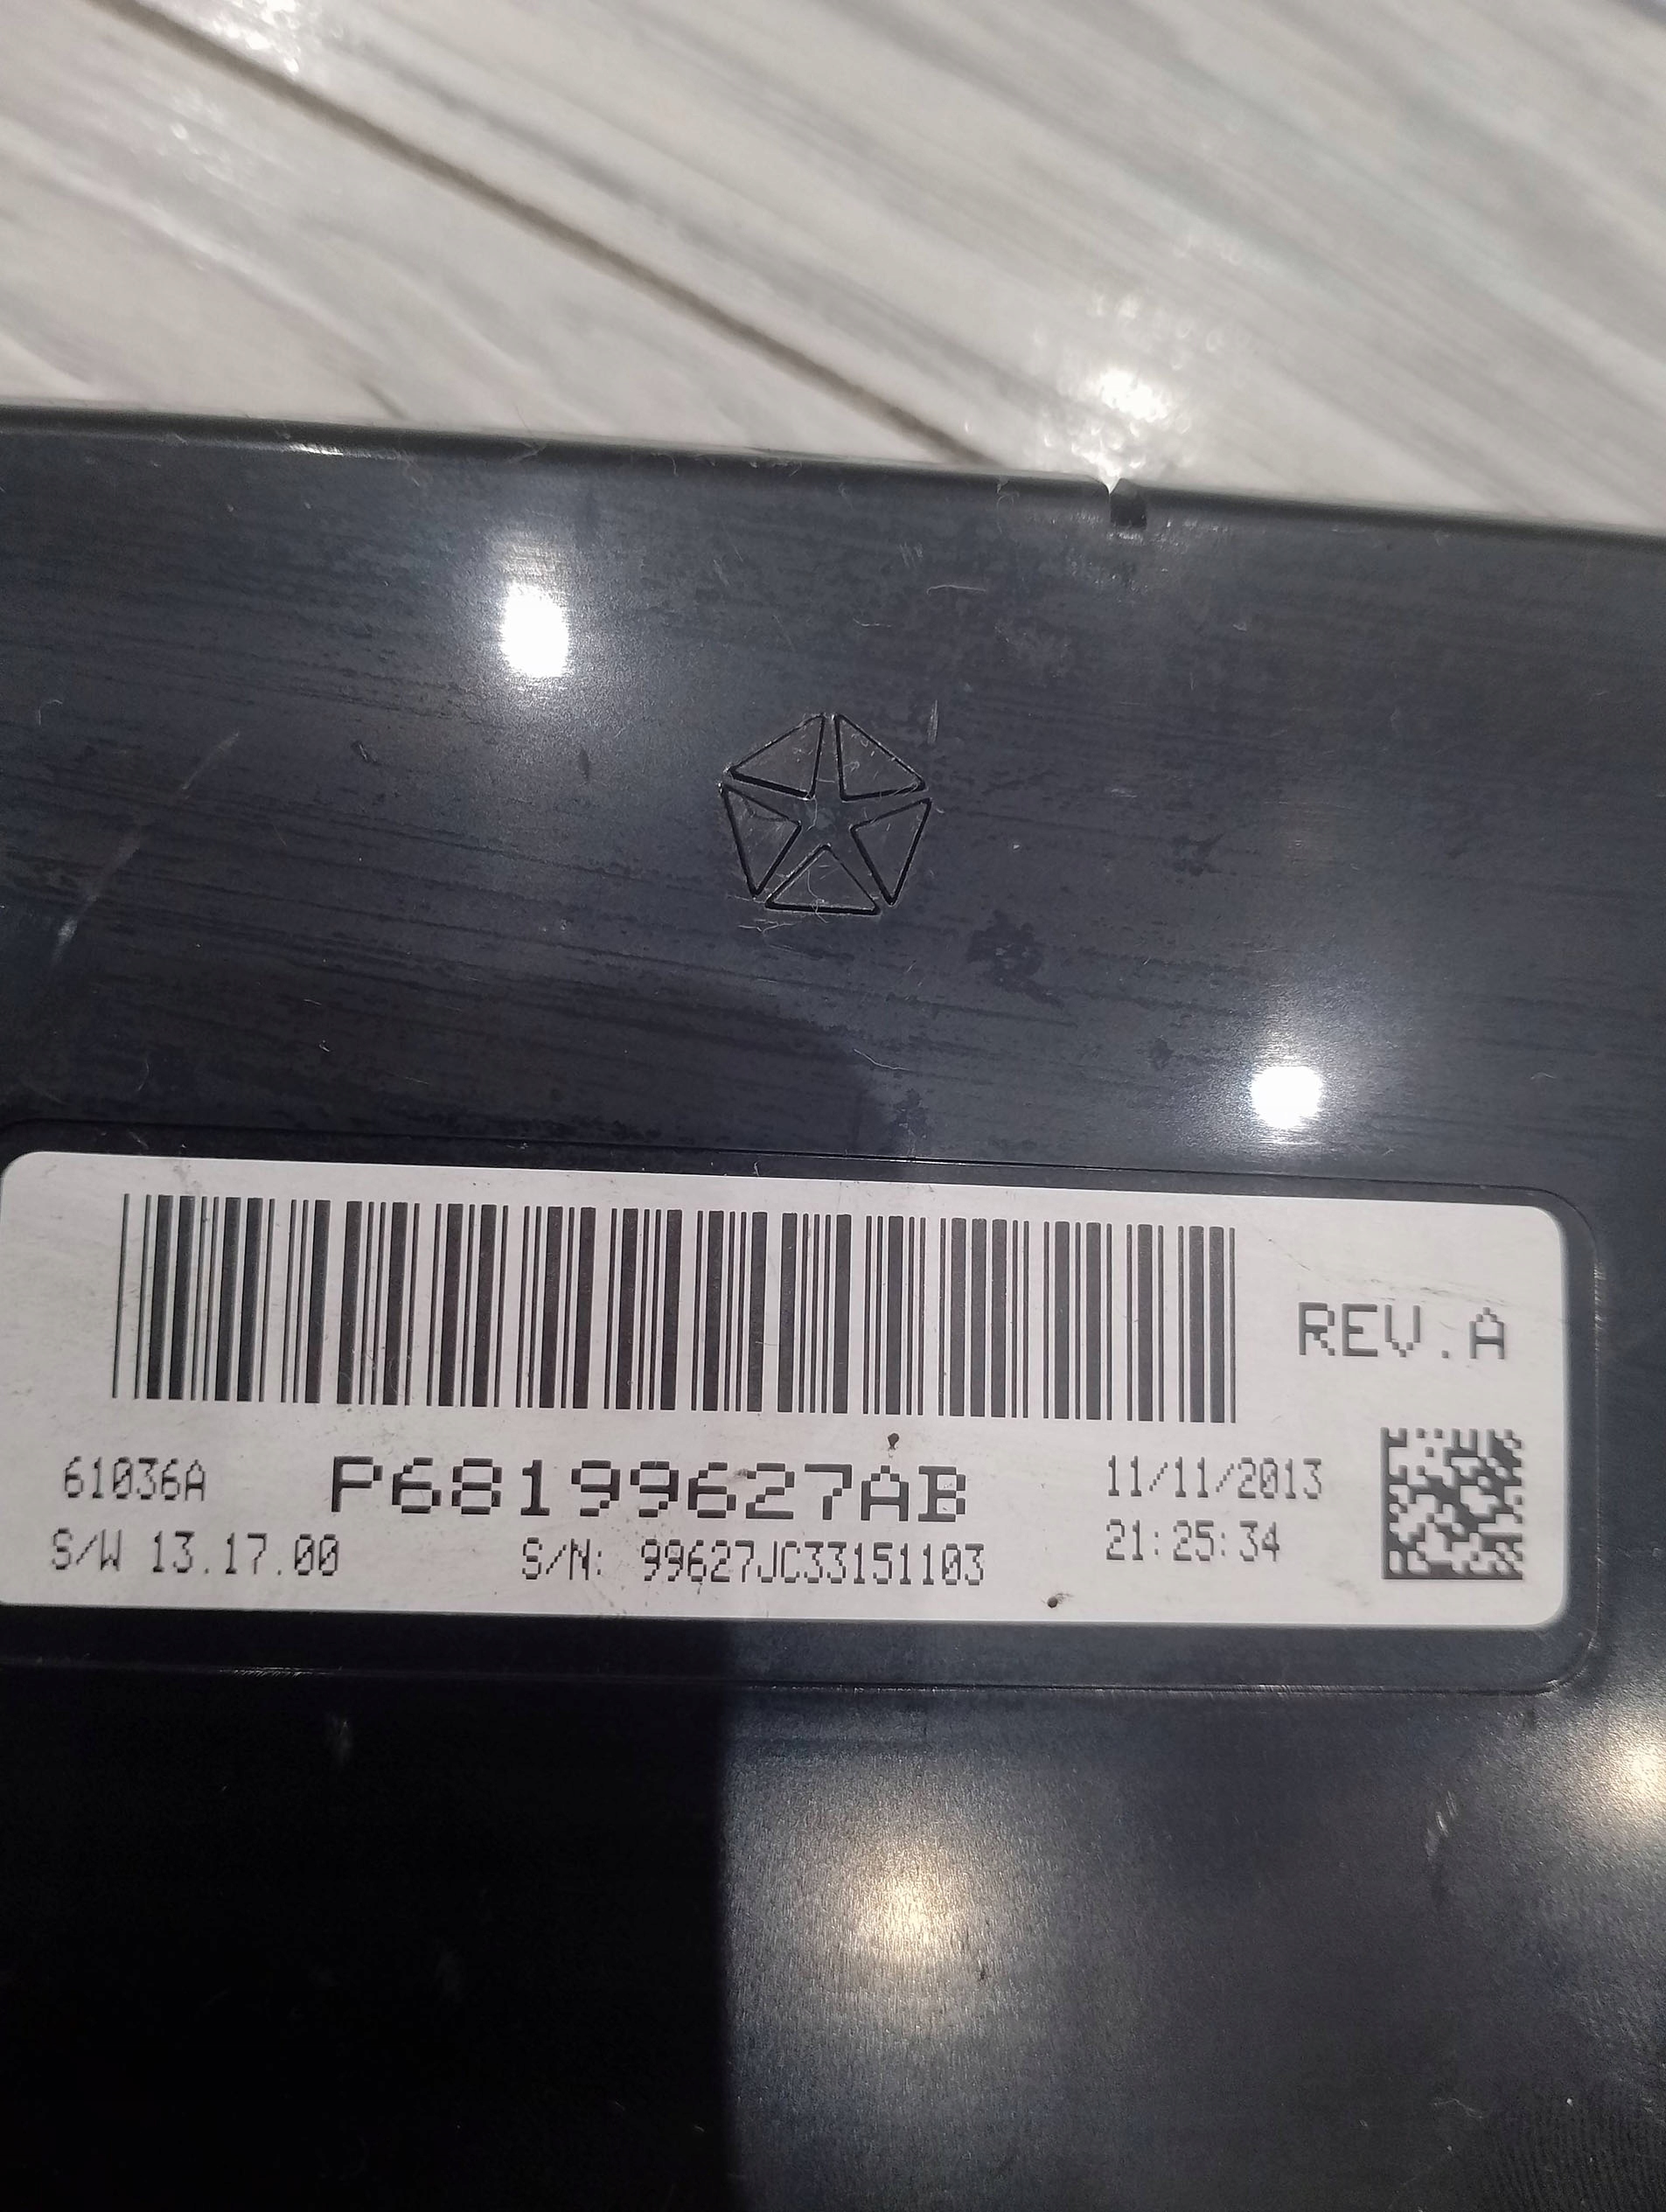 REV.A
61036A P68199627AB 11/11/2013
S/W 13.17.00 S/N: 99627JC33151103 21:25:34